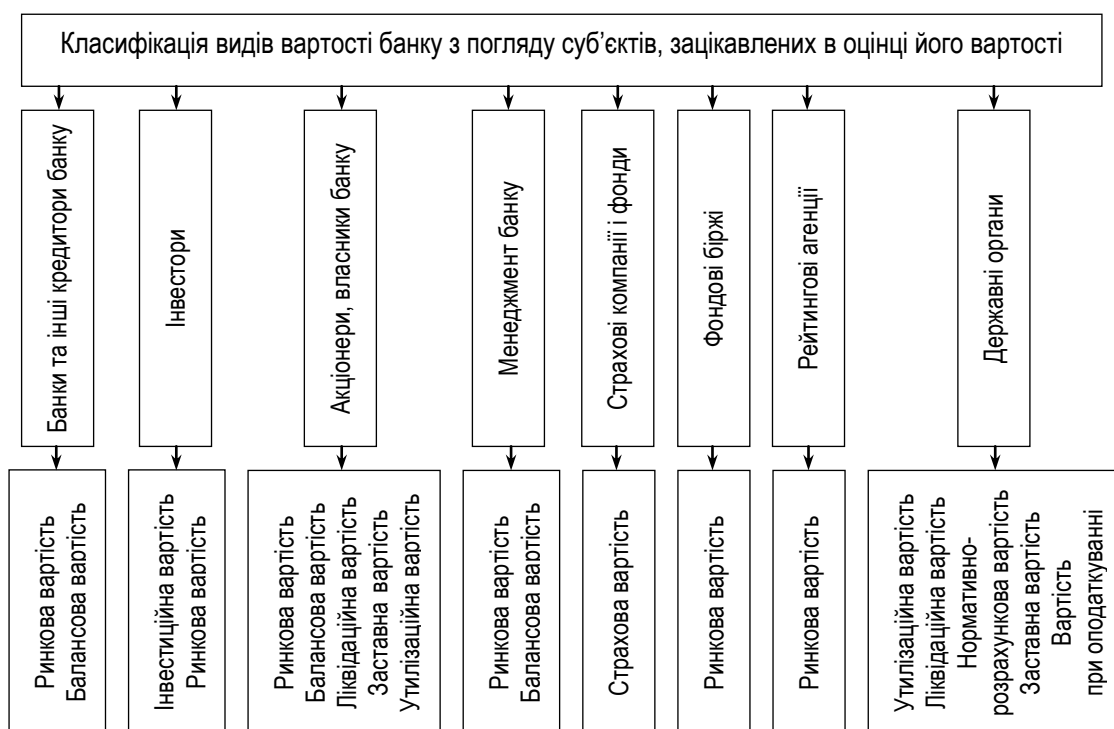 Класифікація видів вартості банку з погляду суб’єктів, зацікавлених в оцінці його вартості
Банки та інші кредитори банку
Інвестори
Акціонери, власники банку
Менеджмент банку
Страхові компанії і фонди
Фондові біржі
Рейтингові агенції
Державні органи
Ринкова вартість
Балансова вартість
Інвестиційна вартість
Ринкова вартість
Ринкова вартість
Балансова вартість
Ліквідаційна вартість
Заставна вартість
Утилізаційна вартість
Ринкова вартість
Балансова вартість
Страхова вартість
Ринкова вартість
Ринкова вартість
Утилізаційна вартість
Ліквідаційна вартість
Нормативно-
розрахункова вартість
Заставна вартість
Вартість
при оподаткуванні